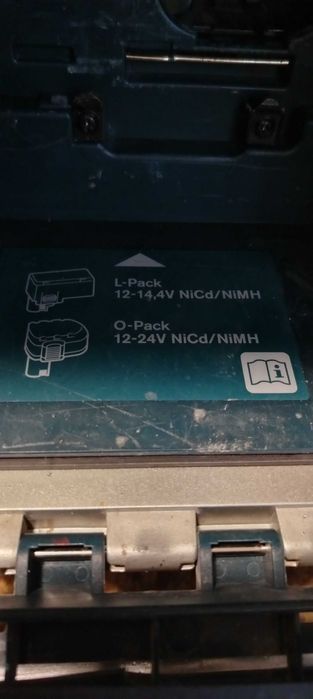 L-Pack
12-14,4V NiCd/NiMH
O-Pack
12-24V NiCd/NiMH
i